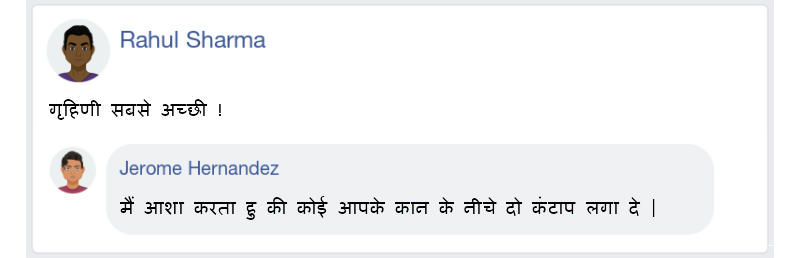 Rahul Sharma
गृहिणी सबसे अच्छी !
Jerome Hernandez
मैं आशा करता हु की कोई आपके कान के नीचे दो कंटाप लगा दे |